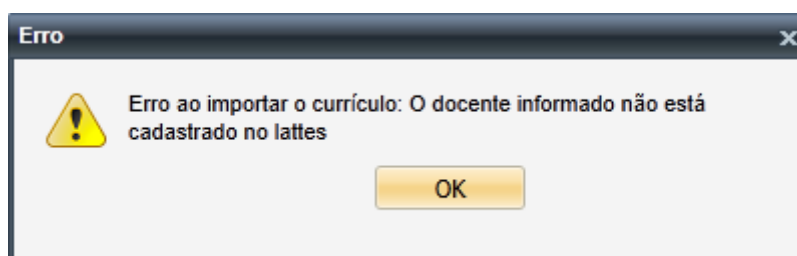 Erro
Erro ao importar o currículo: O docente informado não está
cadastrado no lattes
OK